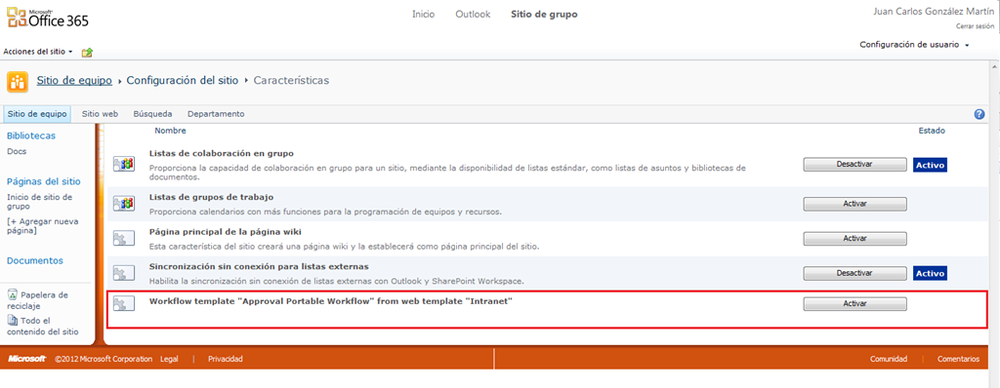 Microsoft
Office 365
Inicio Outlook Sitio de grupo
Juan Carlos González Martín
Cerrar sesión
Acciones del sitio
Configuración de usuario
Sitio de equipo Configuración del sitio Características
Sitio de equipo Sitio web Búsqueda Departamento
Bibliotecas
Docs
Páginas del sitio
Inicio de sitio de
grupo
[+ Agregar nueva
página]
Documentos
Papelera de
reciclaje
Todo el
contenido del sitio
Nombre Estado
Listas de colaboración en grupo
Proporciona la capacidad de colaboración en grupo para un sitio, mediante la disponibilidad de listas estándar, como listas de asuntos y bibliotecas de
documentos.
Desactivar Activo
Listas de grupos de trabajo
Proporciona calendarios con más funciones para la programación de equipos y recursos.
Activar
Página principal de la página wiki
Esta característica del sitio creará una página wiki y la establecerá como página principal del sitio.
Activar
Sincronización sin conexión para listas externas
Habilita la sincronización sin conexión de listas externas con Outlook y SharePoint Workspace.
Desactivar Activo
Workflow template "Approval Portable Workflow" from web template "Intranet"
Activar
Microsoft ©2012 Microsoft Corporation Legal | Privacidad Comunidad | Comentarios